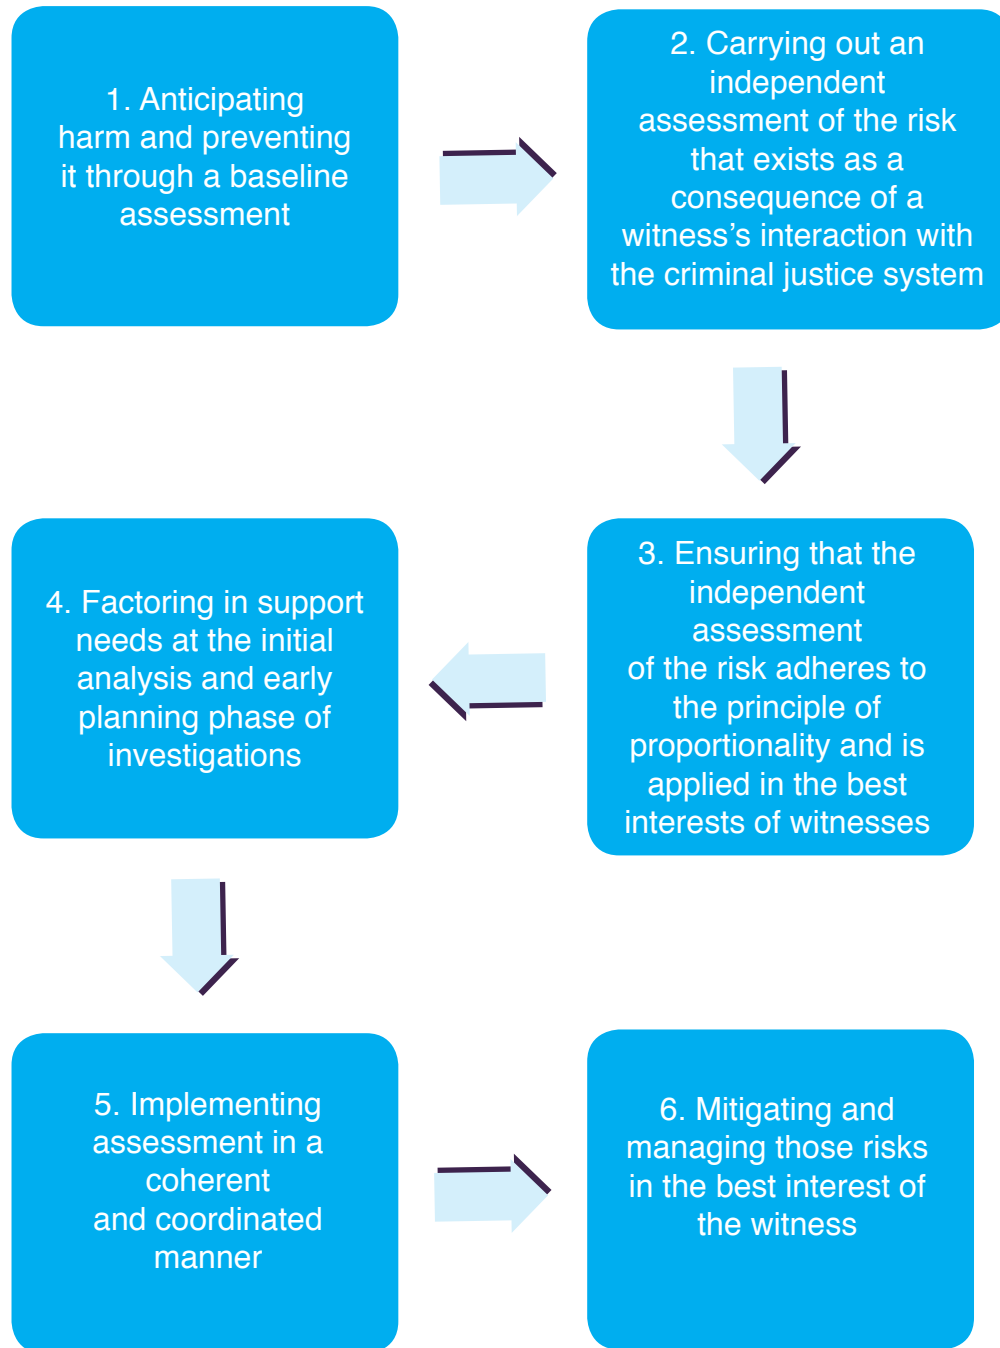 1. Anticipating
harm and preventing
it through a baseline
assessment
2. Carrying out an
independent
assessment of the risk
that exists as a
consequence of a
witness’s interaction with
the criminal justice system
3. Ensuring that the
independent
assessment
of the risk adheres to
the principle of
proportionality and is
applied in the best
interests of witnesses
4. Factoring in support
needs at the initial
analysis and early
planning phase of
investigations
5. Implementing
assessment in a
coherent
and coordinated
manner
6. Mitigating and
managing those risks
in the best interest of
the witness